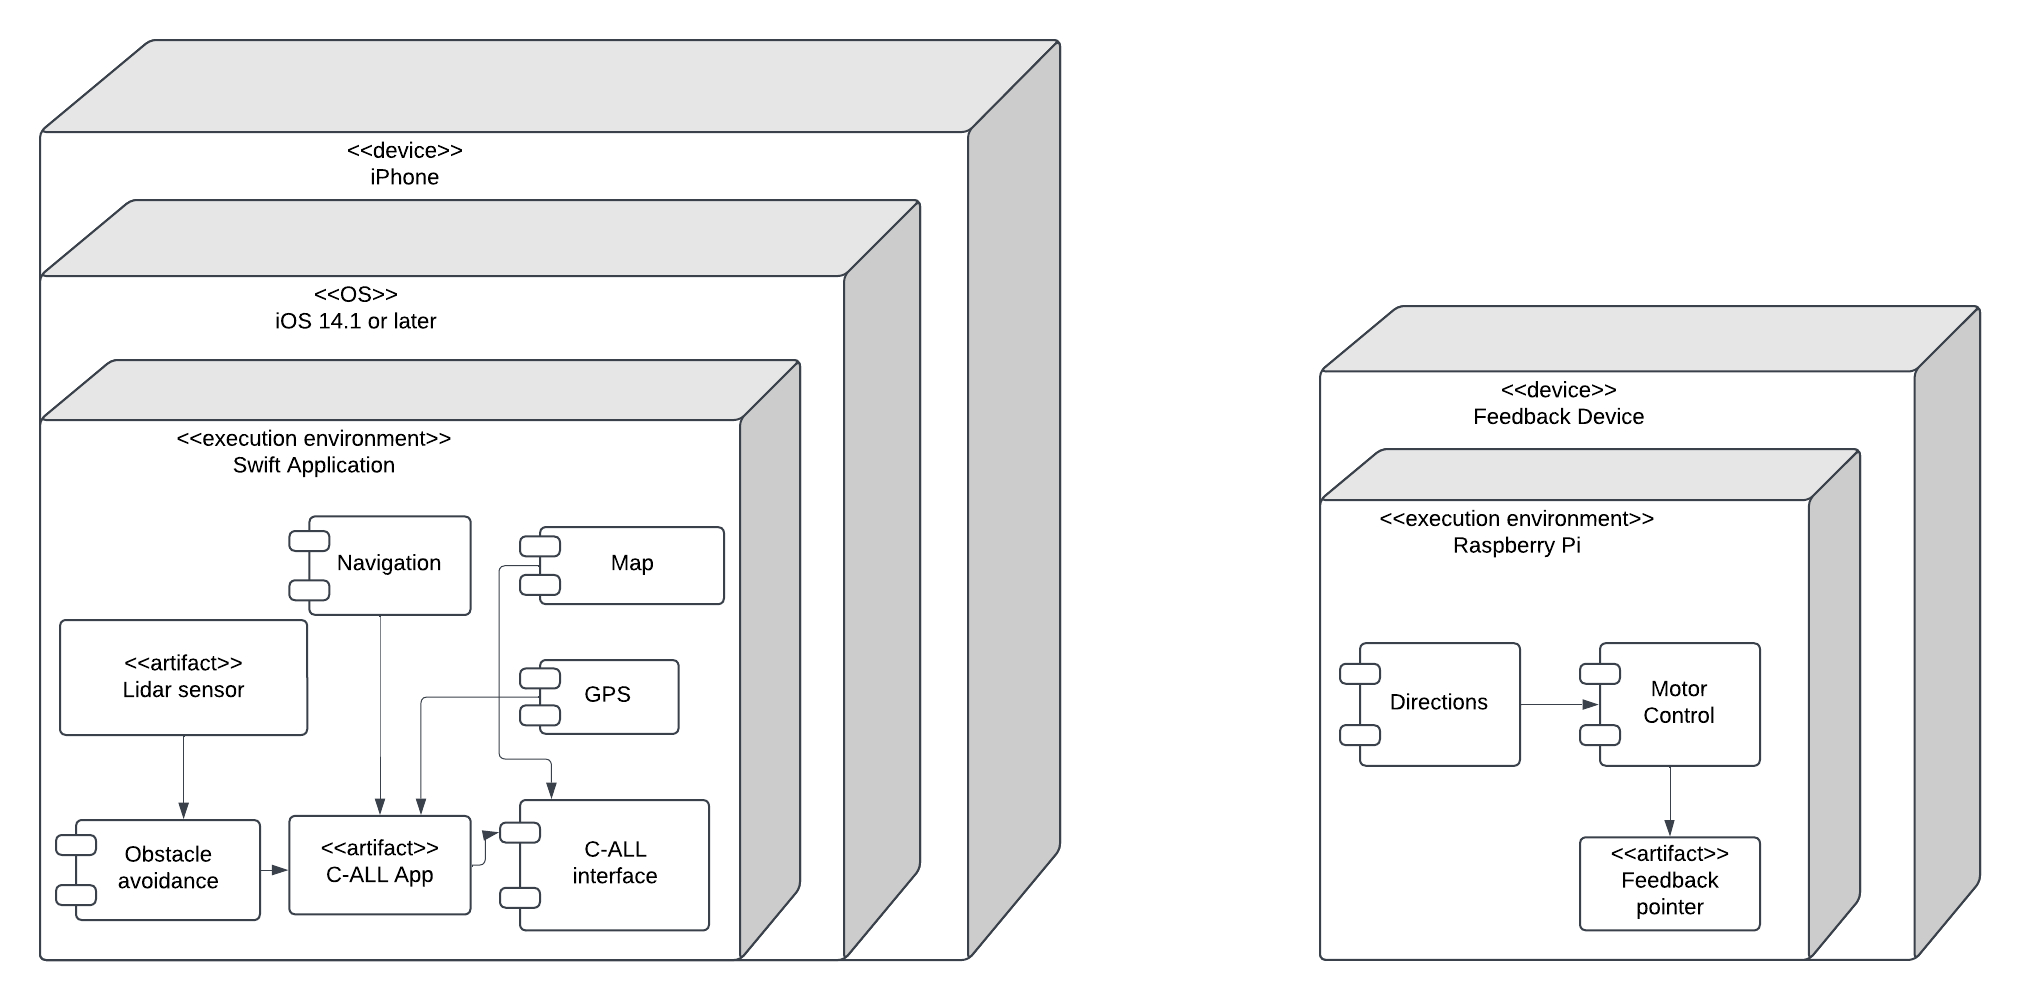 <<device>>
iPhone
<<OS>>
iOS 14.1 or later
<<execution environment>>
Swift Application
Navigation
Map
<<artifact>>
Lidar sensor
GPS
Obstacle
avoidance
<<artifact>>
C-ALL App
C-ALL
interface
<<device>>
Feedback Device
<<execution environment>>
Raspberry Pi
Directions
Motor
Control
<<artifact>>
Feedback
pointer